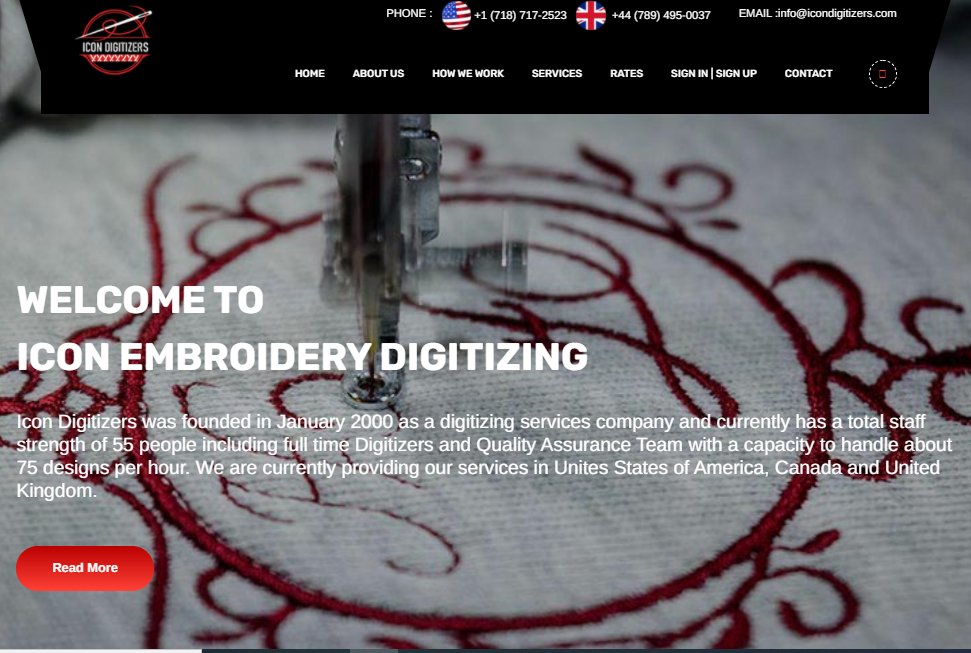 PHONE : +1 (718) 717-2523 +44 (789) 495-0037 EMAIL :info@icondigitizers.com
ICON DIGITIZERS
HOME ABOUT US HOW WE WORK SERVICES RATES SIGN IN | SIGN UP CONTACT
WELCOME TO
ICON EMBROIDERY DIGITIZING
Icon Digitizers was founded in January 2000 as a digitizing services company and currently has a total staff
strength of 55 people including full time Digitizers and Quality Assurance Team with a capacity to handle about
75 designs per hour. We are currently providing our services in Unites States of America, Canada and United
Kingdom.
Read More